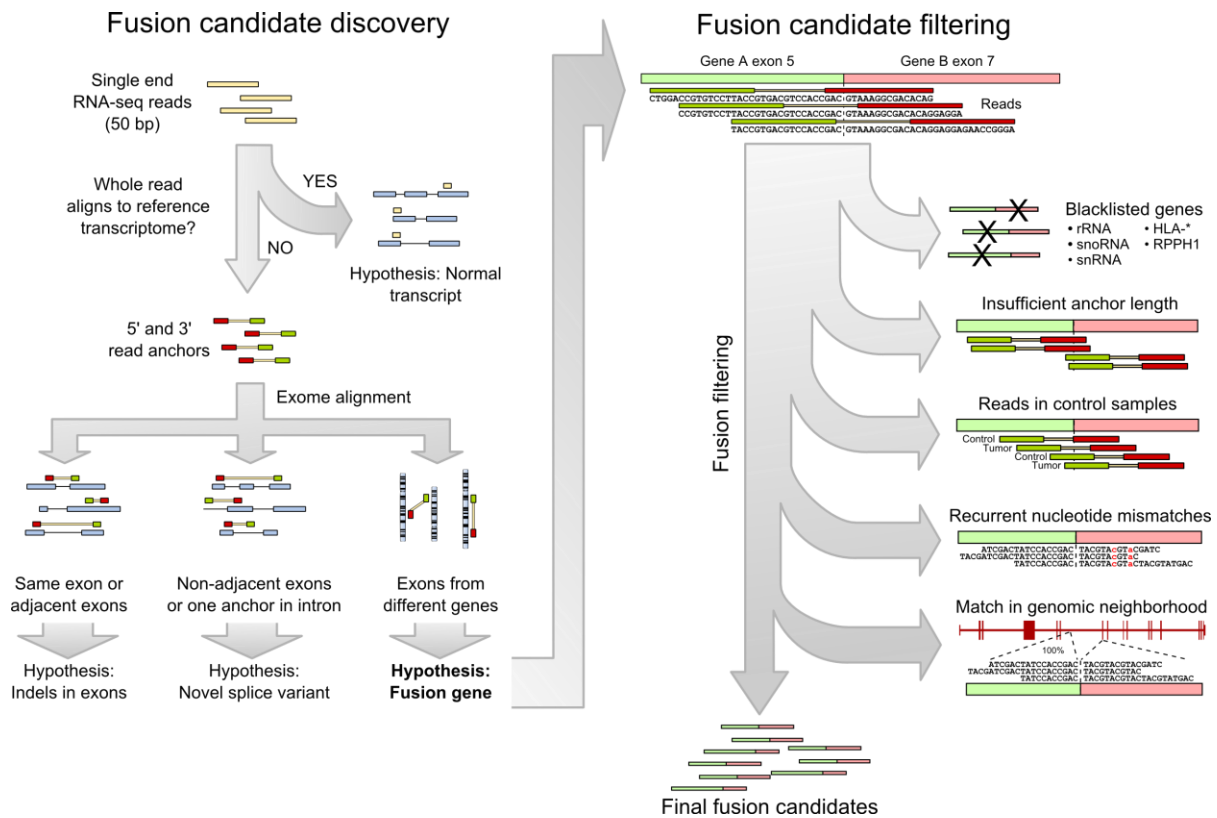 Fusion candidate discovery
Single end
RNA-seq reads
(50 bp)
Whole read
aligns to reference
transcriptome?
YES
NO
Hypothesis: Normal
transcript
5' and 3'
read anchors
Exome alignment
Same exon or
adjacent exons
Non-adjacent exons
or one anchor in intron
Exons from
different genes
Hypothesis:
Indels in exons
Hypothesis:
Novel splice variant
Hypothesis:
Fusion gene
Fusion candidate filtering
Gene A exon 5
Gene B exon 7
CTGGACCGTGTCCTTACCGTGACGTCCACCGAC GTAAAGGCGACACAG
Reads
CCGTGTCCTTACCGTGACGTCCACCGAC GTAAAGGCGACACAGGAGGA
TACCGTGACGTCCACCGAC GTAAAGGCGACACAGGAGGAGAACCGGGA
Fusion filtering
Blacklisted genes
• rRNA • HLA-*
• snoRNA • RPPH1
• snRNA
Insufficient anchor length
Reads in control samples
Control
Tumor
Control
Tumor
Recurrent nucleotide mismatches
ATCGACTATCCACCGAC TACGTAcGTaCGATC
TACGATCGACTATCCACCGAC TACGTAcGTaC
TATCCACCGAC TACGTAcGTaCTACGTATGAC
Match in genomic neighborhood
100%
ATCGACTATCCACCGAC TACGTACGTACGATC
TACGATCGACTATCCACCGAC TACGTACGTAC
TATCCACCGAC TACGTACGTACTACGTATGAC
Final fusion candidates